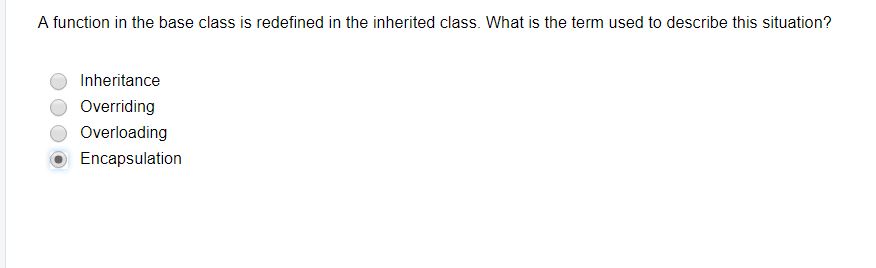 A function in the base class is redefined in the inherited class. What is the term used to describe this situation?
Inheritance
Overriding
Overloading
Encapsulation